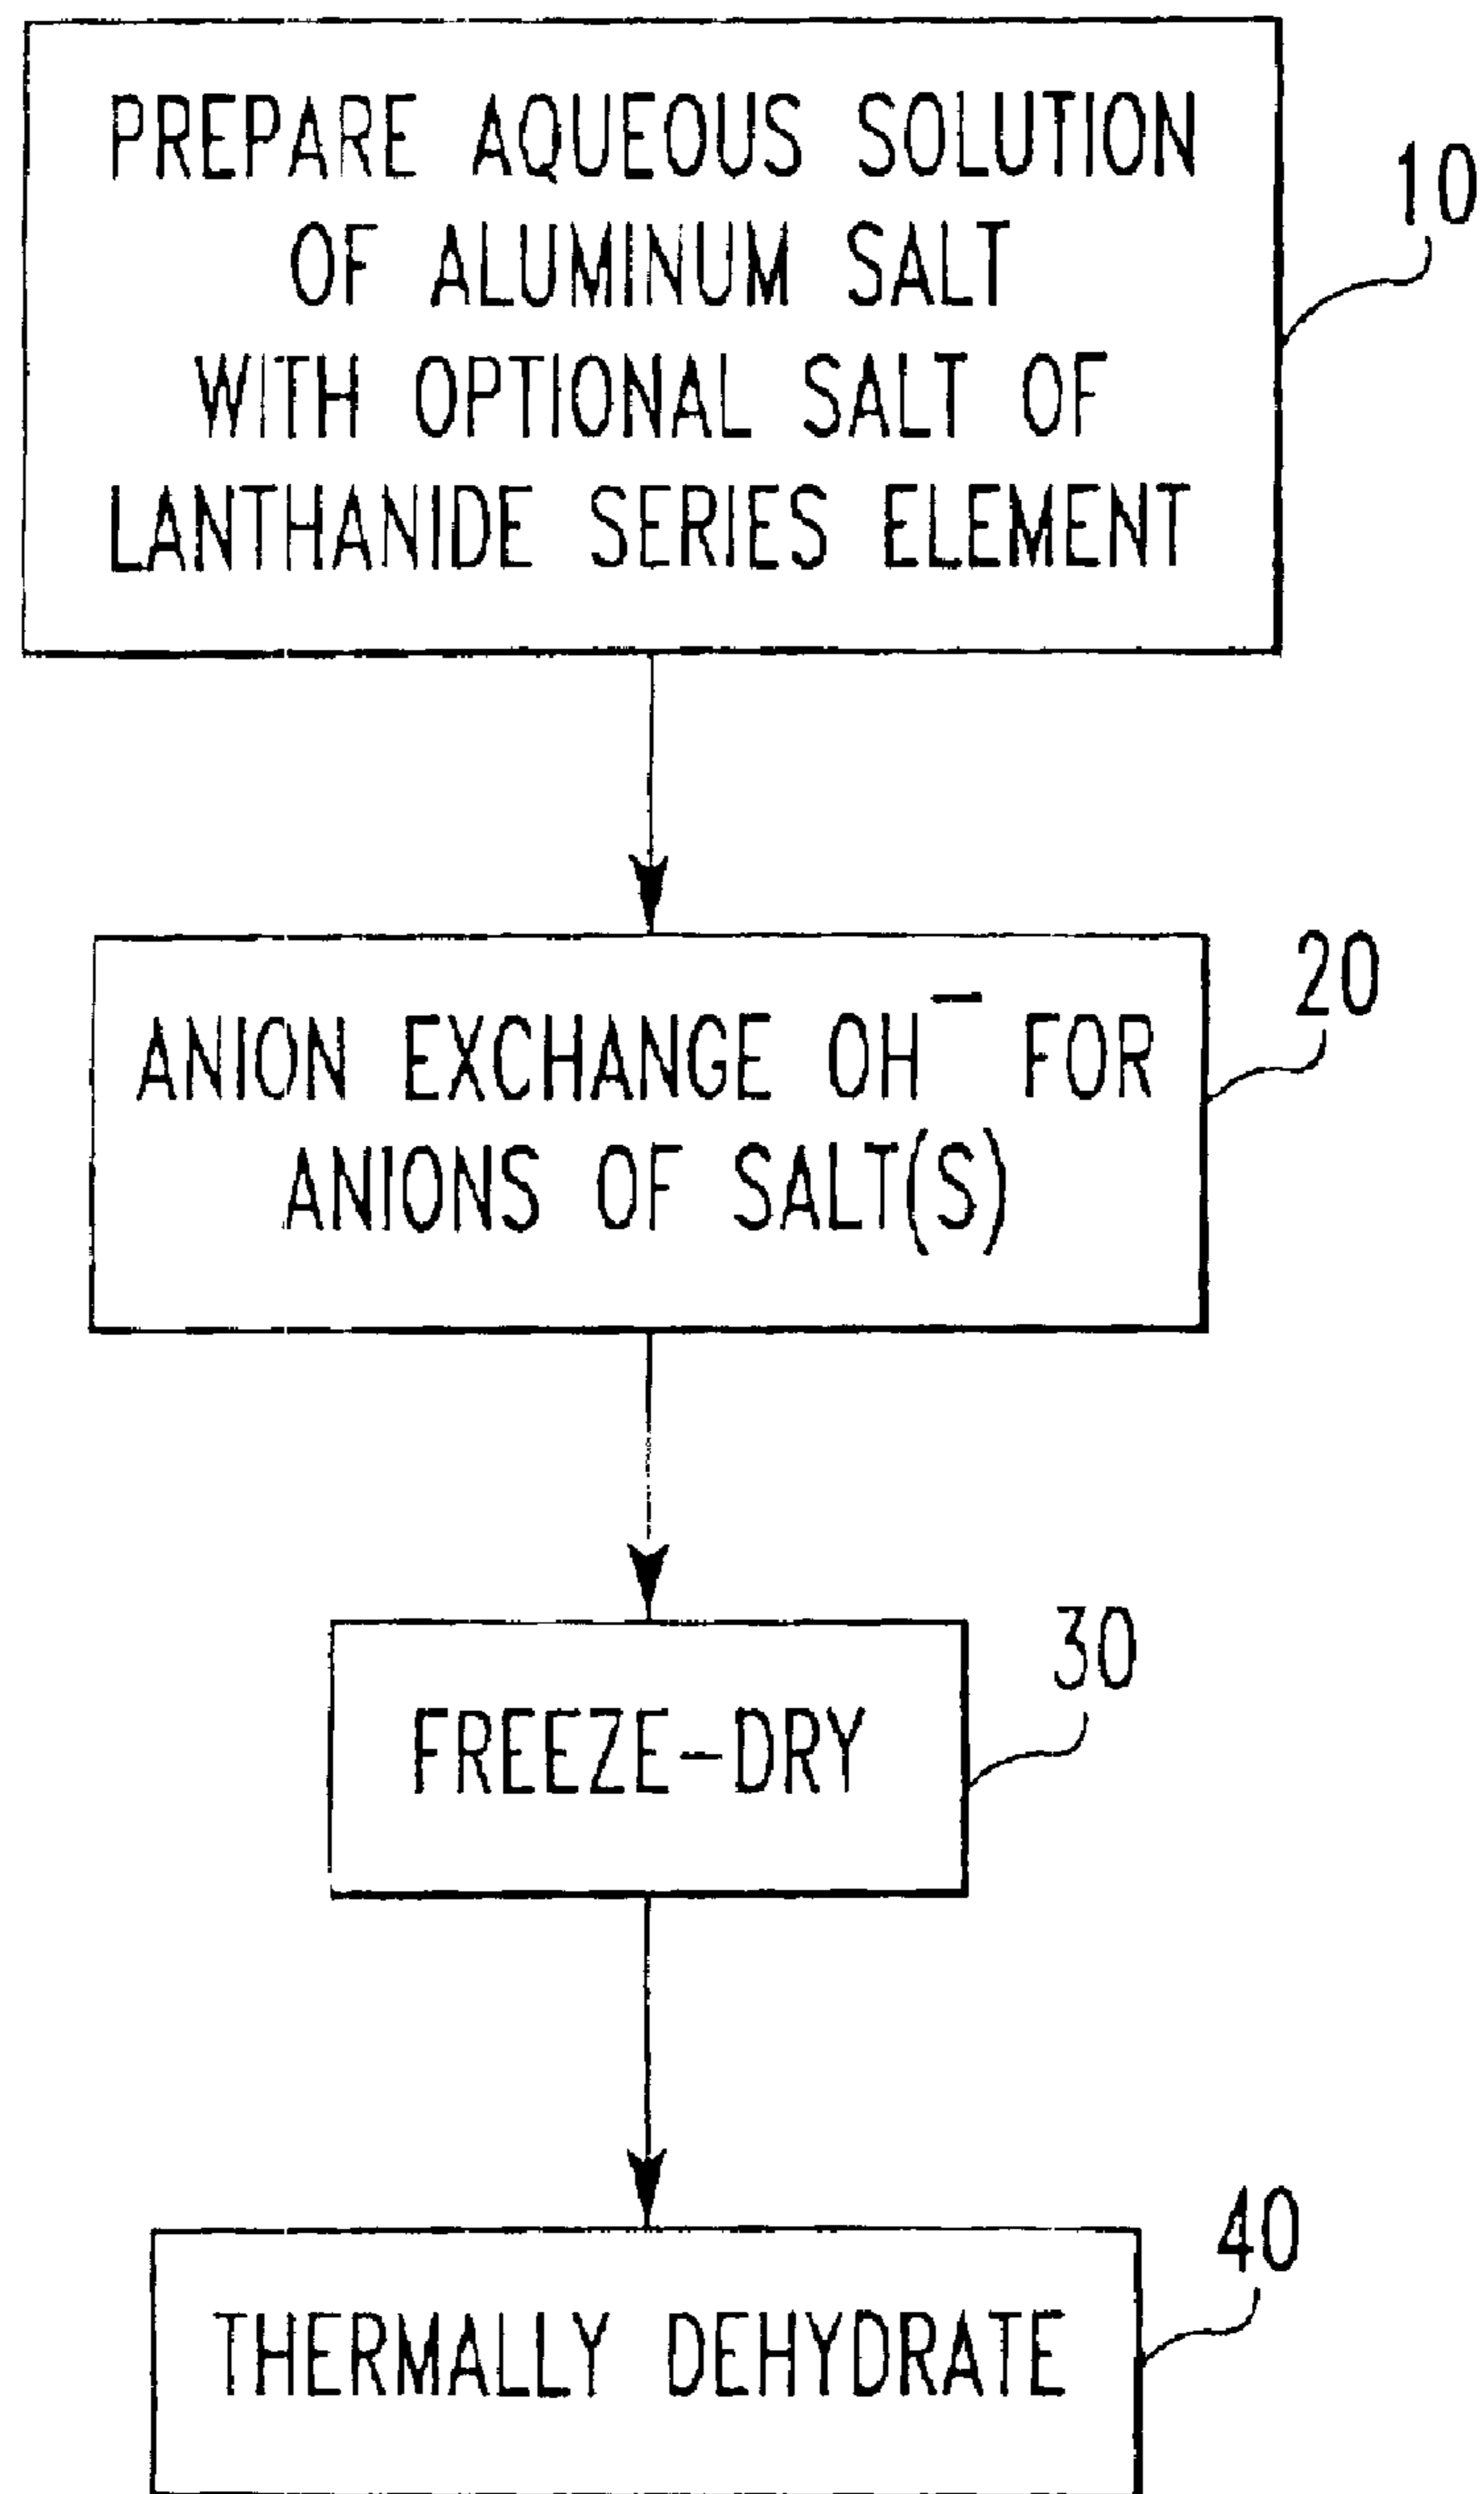 PREPARE AQUEOUS SOLUTION
OF ALUMINUM SALT
WITH OPTIONAL SALT OF
LANTHANIDE SERIES ELEMENT
10
ANION EXCHANGE OH⁻ FOR
ANIONS OF SALT(S)
20
FREEZE-DRY
30
THERMALLY DEHYDRATE
40